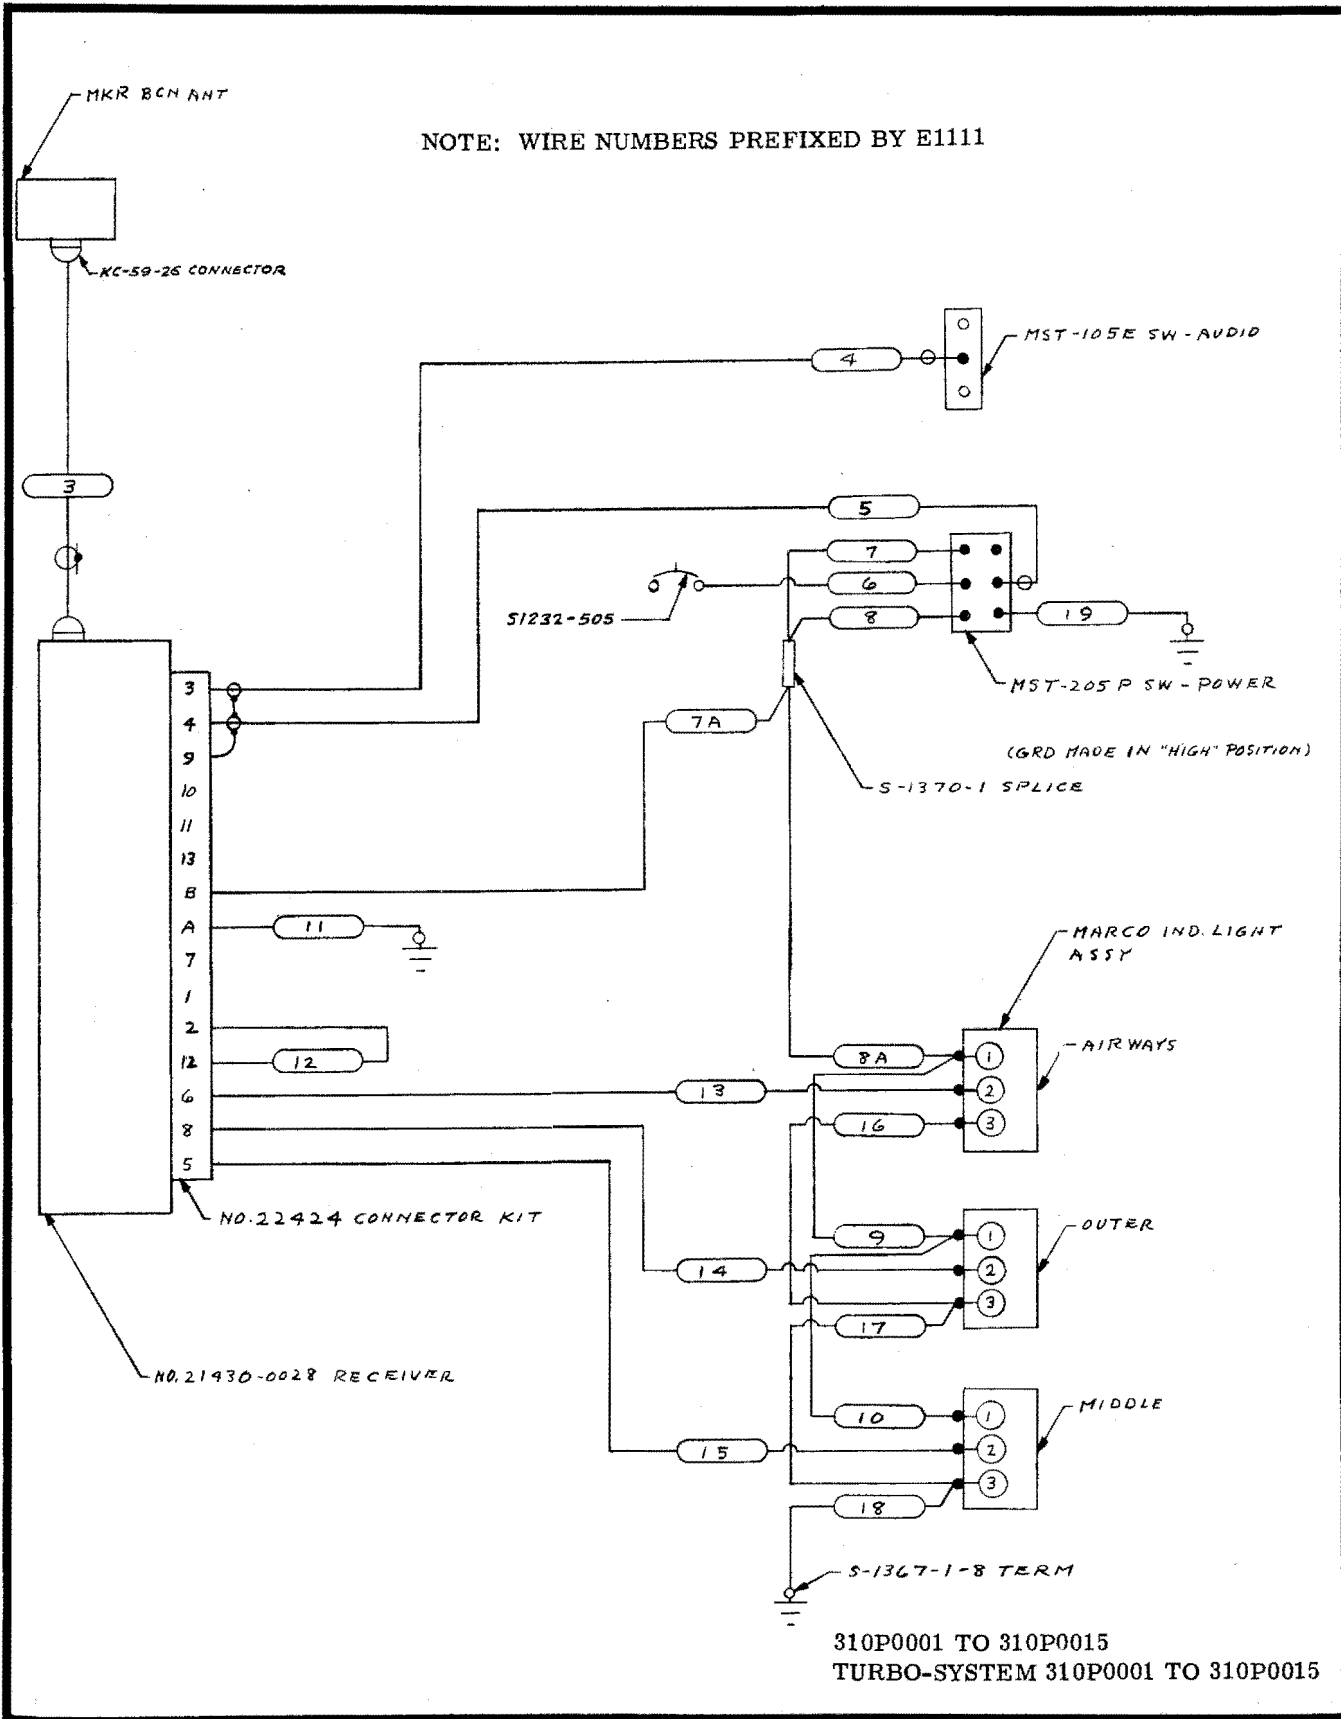 MKR BCN ANT
NOTE: WIRE NUMBERS PREFIXED BY E1111
KC-59-26 CONNECTOR
MST-105E SW-AUDIO
4
3
5
7
6
S1232-505
8
19
MST-205 P SW-POWER
7A
(GRD MADE IN "HIGH" POSITION)
S-1370-1 SPLICE
3
4
9
10
11
13
B
A
7
1
2
12
6
8
5
11
12
MARCO IND. LIGHT
ASSY
8A
1
AIRWAYS
13
2
16
3
NO.22424 CONNECTOR KIT
9
1
OUTER
14
2
3
17
NO.21430-0028 RECEIVER
10
1
MIDDLE
15
2
3
18
S-1367-1-8 TERM
310P0001 TO 310P0015
TURBO-SYSTEM 310P0001 TO 310P0015